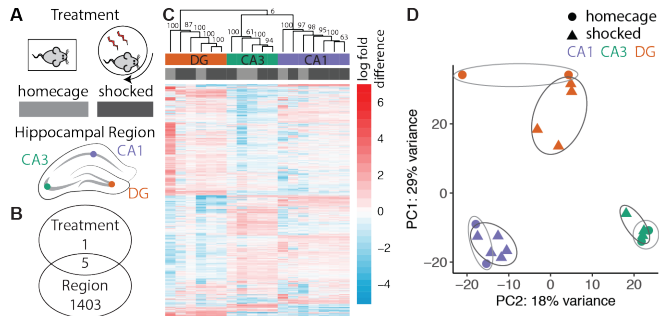 A
Treatment
homecage
shocked
Hippocampal Region
CA3
CA1
DG
B
Treatment
1
5
Region
1403
C
6
100
87
100
100
100
100
61
100
94
100
97
98
95
100
63
DG
CA3
CA1
log fold
difference
6
4
2
0
−2
−4
D
homecage
shocked
CA1 CA3 DG
PC1: 29% variance
20
0
−20
−20
−10
0
10
20
PC2: 18% variance